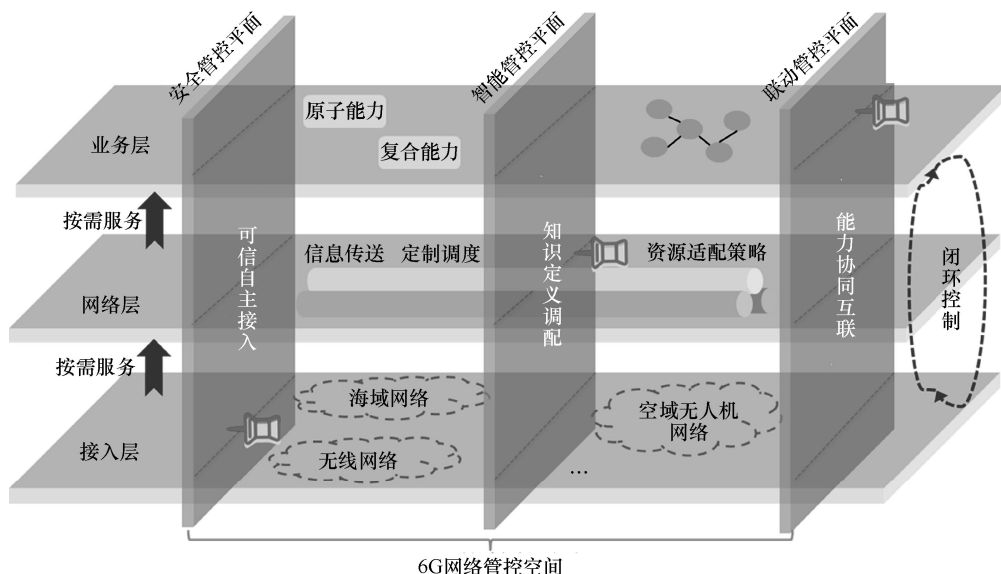 安全管控平面
智能管控平面
联动管控平面
业务层
原子能力
复合能力
按需服务
可信自主接入
知识定义调配
能力协同互联
信息传送
定制调度
资源适配策略
网络层
闭环控制
按需服务
接入层
海域网络
无线网络
空域无人机
网络
...
6G网络管控空间